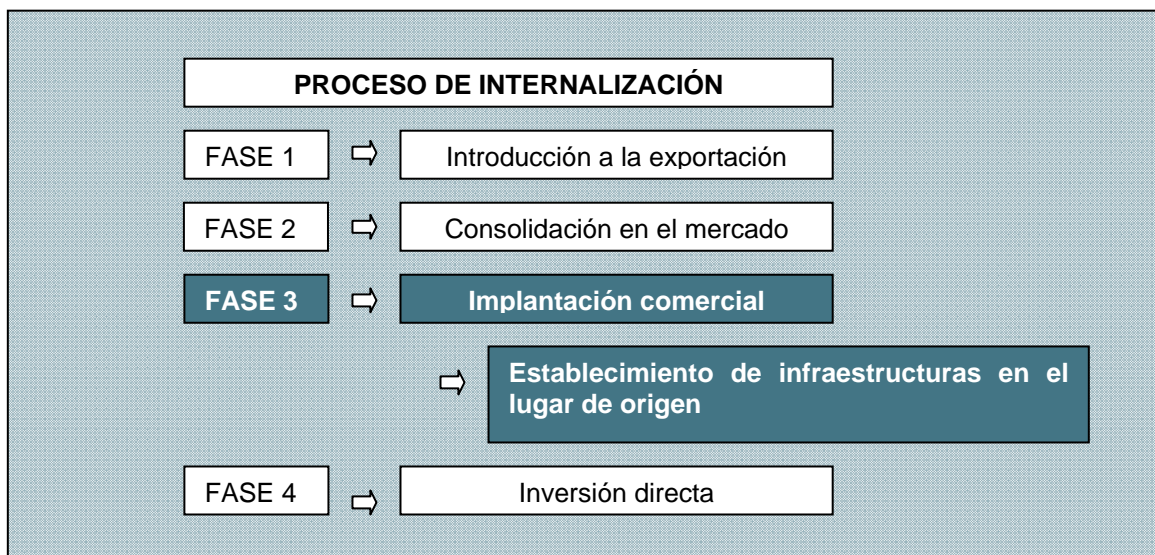 PROCESO DE INTERNALIZACIÓN
FASE 1
Introducción a la exportación
FASE 2
Consolidación en el mercado
FASE 3
Implantación comercial
Establecimiento de infraestructuras en el
lugar de origen
FASE 4
Inversión directa